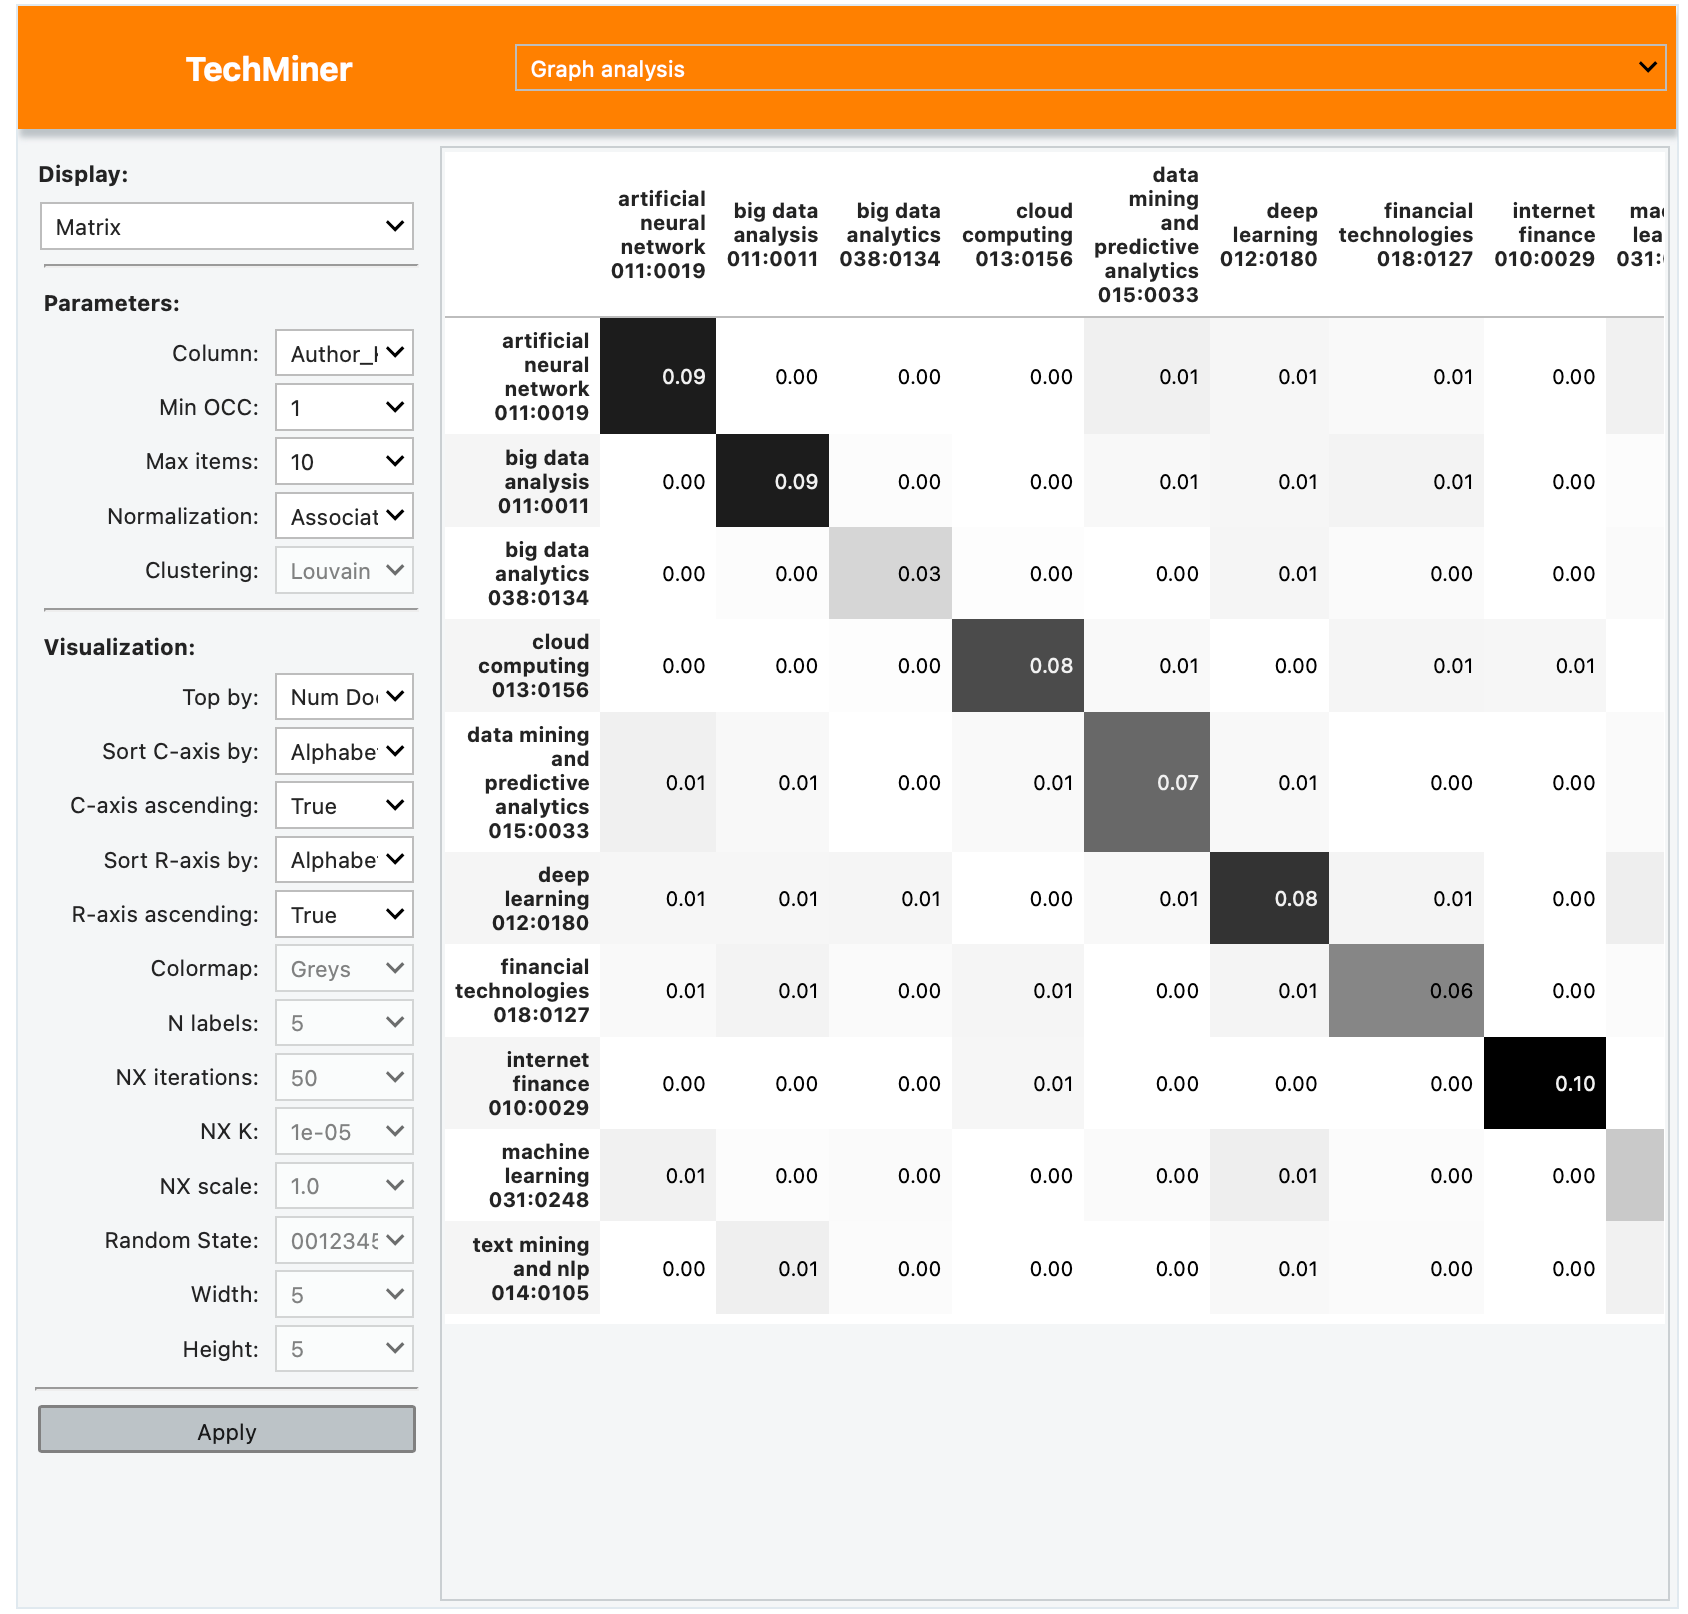 TechMiner
Graph analysis
Display:
Matrix
Parameters:
Column:
Min OCC: 1
Max items: 10
Normalization:
Clustering: Louvain
Visualization:
Top by: Num
Sort C-axis by:
C-axis ascending: True
Sort R-axis by:
R-axis ascending: True
Colormap: Greys
N labels: 5
NX iterations: 50
NX K: 1e-05
NX scale: 1.0
Random State:
Width: 5
Height: 5
Apply
artificial
neural
network
011:0019
big data
analysis
011:0011
big data
analytics
038:0134
cloud
computing
013:0156
data
mining
and
predictive
analytics
015:0033
deep
learning
012:0180
financial
technologies
018:0127
internet
finance
010:0029
artificial
neural
network
011:0019
0.09 0.00 0.00 0.00 0.01 0.01 0.01 0.00
big data
analysis
011:0011
0.00 0.09 0.00 0.00 0.01 0.01 0.01 0.00
big data
analytics
038:0134
0.00 0.00 0.03 0.00 0.00 0.01 0.00 0.00
cloud
computing
013:0156
0.00 0.00 0.00 0.08 0.01 0.00 0.01 0.01
data mining
and
predictive
analytics
015:0033
0.01 0.01 0.00 0.01 0.07 0.01 0.00 0.00
deep
learning
012:0180
0.01 0.01 0.01 0.00 0.01 0.08 0.01 0.00
financial
technologies
018:0127
0.01 0.01 0.00 0.01 0.00 0.01 0.06 0.00
internet
finance
010:0029
0.00 0.00 0.00 0.01 0.00 0.00 0.00 0.10
machine
learning
031:0248
0.01 0.00 0.00 0.00 0.00 0.01 0.00 0.00
text mining
and nlp
014:0105
0.00 0.01 0.00 0.00 0.00 0.01 0.00 0.00